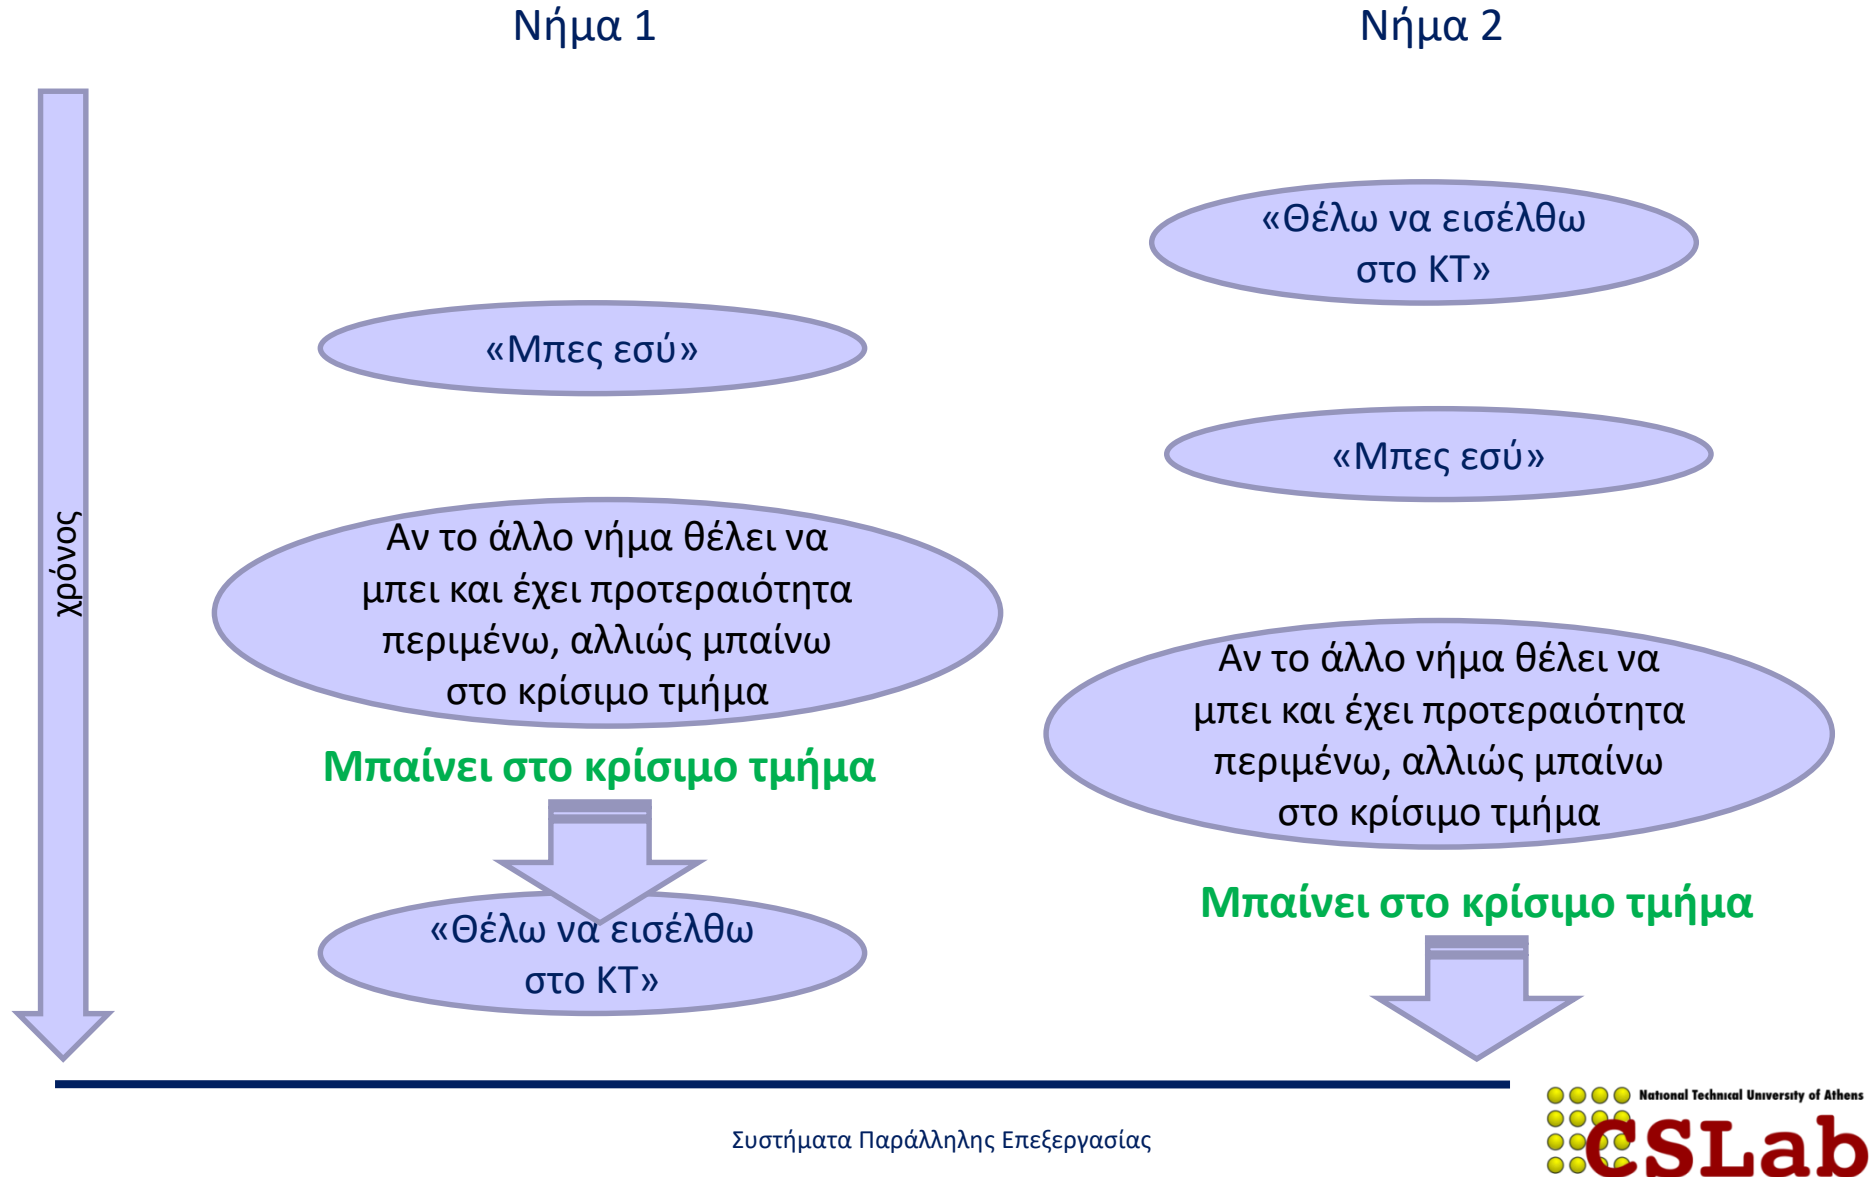 Νήμα 1
Νήμα 2
χρόνος
«Θέλω να εισέλθω
στο ΚΤ»
«Μπες εσύ»
«Μπες εσύ»
Αν το άλλο νήμα θέλει να
μπει και έχει προτεραιότητα
περιμένω, αλλιώς μπαίνω
στο κρίσιμο τμήμα
Μπαίνει στο κρίσιμο τμήμα
Αν το άλλο νήμα θέλει να
μπει και έχει προτεραιότητα
περιμένω, αλλιώς μπαίνω
στο κρίσιμο τμήμα
Μπαίνει στο κρίσιμο τμήμα
«Θέλω να εισέλθω
στο ΚΤ»
Συστήματα Παράλληλης Επεξεργασίας
National Technical University of Athens
CSLab